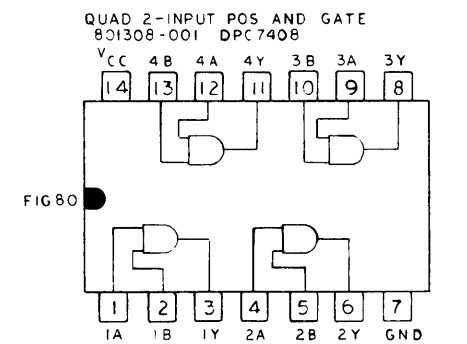 QUAD 2-INPUT POS AND GATE
801308-001 DPC7408
VCC 4B 4A 4Y 3B 3A 3Y
14 13 12 11 10 9 8
FIG80
1 2 3 4 5 6 7
1A 1B 1Y 2A 2B 2Y GND